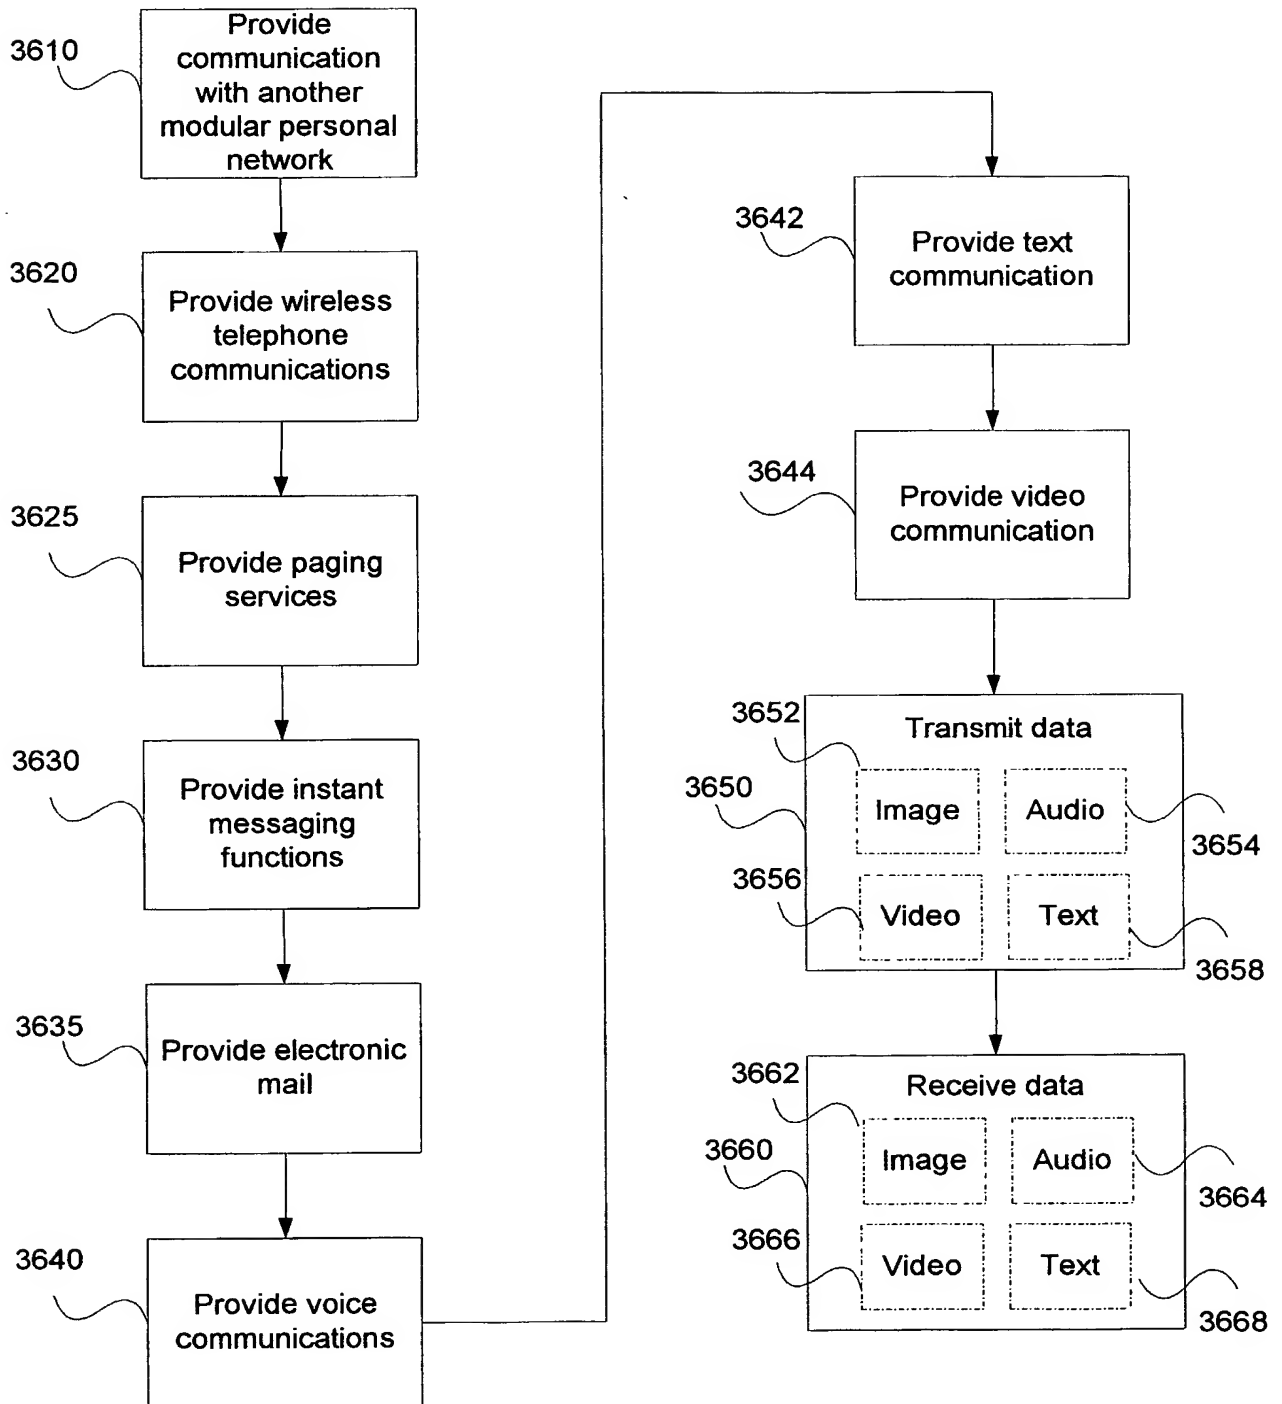 3610
Provide
communication
with another
modular personal
network
3620
Provide wireless
telephone
communications
3625
Provide paging
services
3630
Provide instant
messaging
functions
3635
Provide electronic
mail
3640
Provide voice
communications
3642
Provide text
communication
3644
Provide video
communication
3650
Transmit data
3652
Image
Audio
3654
3656
Video
Text
3658
3660
Receive data
3662
Image
Audio
3664
3666
Video
Text
3668